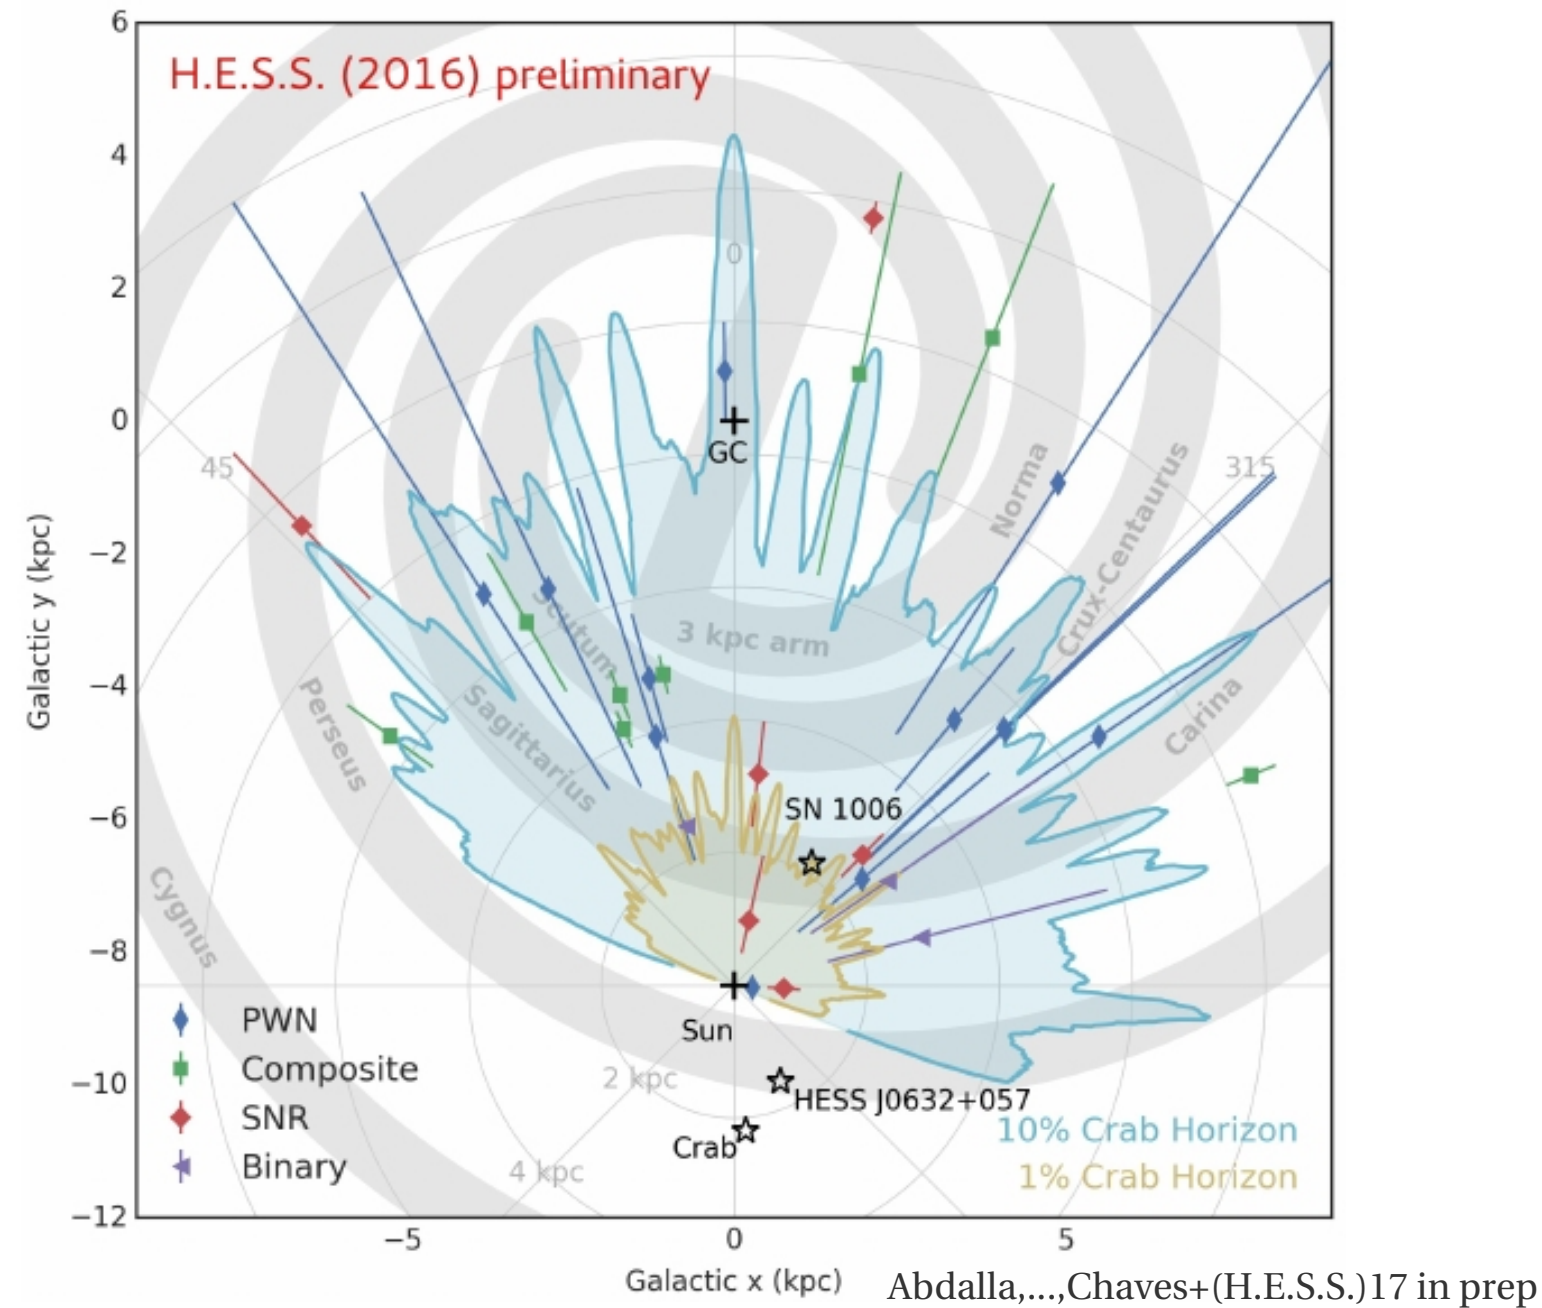 H.E.S.S. (2016) preliminary
6
4
2
0
−2
−4
−6
−8
−10
−12
Galactic y (kpc)
0
45
315
GC
Norma
Crux-Centaurus
Scutum
3 kpc arm
Perseus
Sagittarius
Carina
SN 1006
Cygnus
Sun
2 kpc
HESS J0632+057
Crab
4 kpc
PWN
Composite
SNR
Binary
10% Crab Horizon
1% Crab Horizon
−5
0
5
Galactic x (kpc)
Abdalla,...,Chaves+(H.E.S.S.)17 in prep